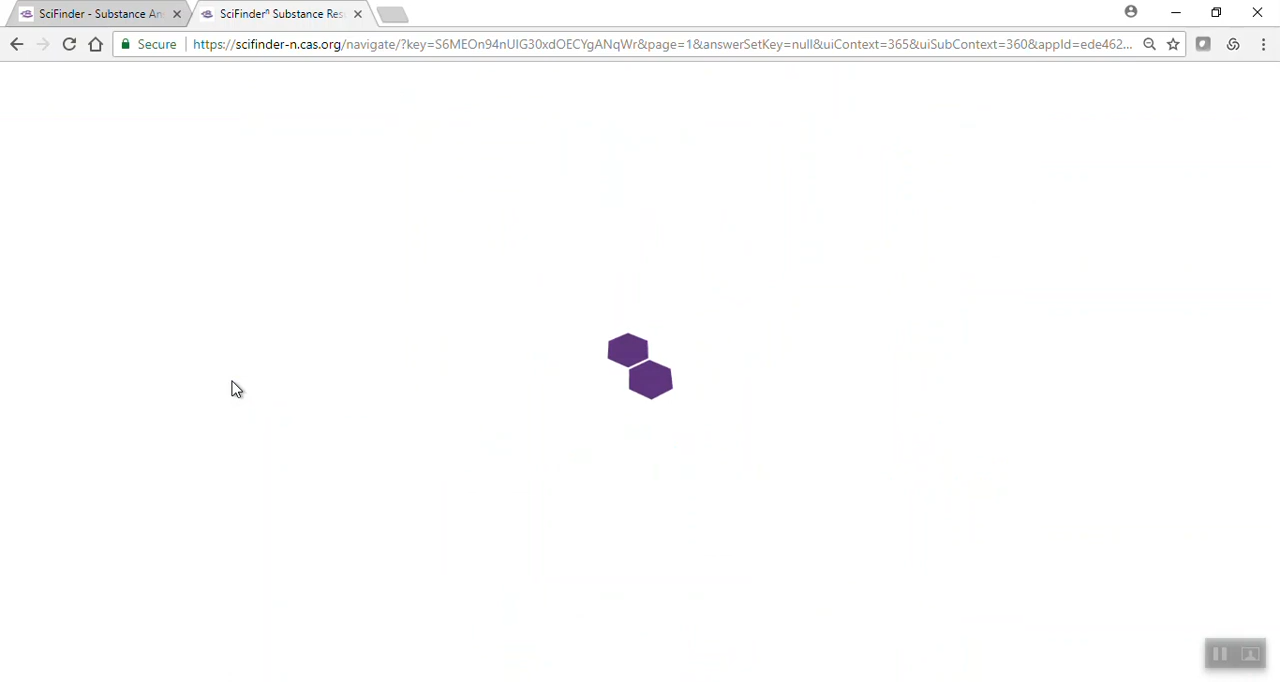 SciFinder - Substance An
SciFinderⁿ Substance Res
Secure
https://scifinder-n.cas.org/navigate/?key=S6MEOn94nUIG30xdOECYgANqWr&page=1&answerSetKey=null&uiContext=365&uiSubContext=360&appId=ede462...